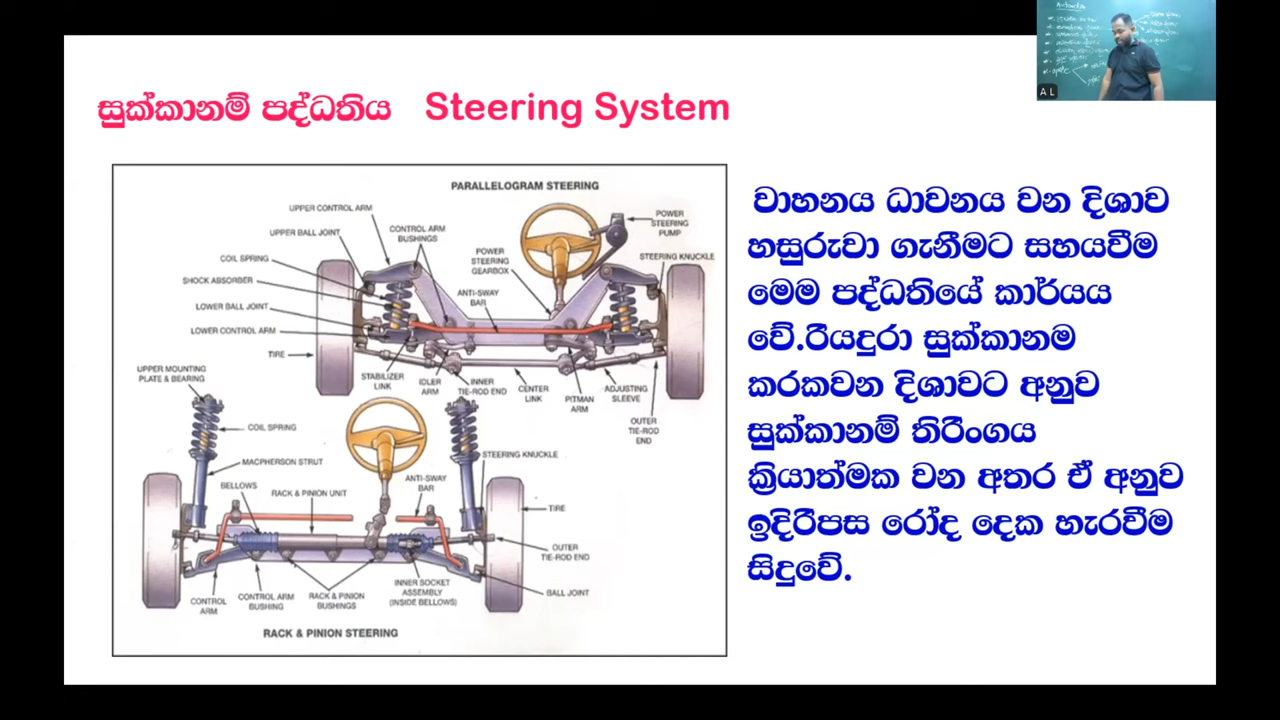 සුක්කානම් පද්ධතිය Steering System
PARALLELOGRAM STEERING
UPPER CONTROL ARM
UPPER BALL JOINT
CONTROL ARM
BUSHINGS
POWER
STEERING
PUMP
COIL SPRING
POWER
STEERING
GEARBOX
STEERING KNUCKLE
SHOCK ABSORBER
ANTI-SWAY
BAR
LOWER BALL JOINT
LOWER CONTROL ARM
TIRE
UPPER MOUNTING
PLATE & BEARING
STABILIZER
LINK
IDLER
ARM
INNER
TIE-ROD END
CENTER
LINK
PITMAN
ARM
ADJUSTING
SLEEVE
OUTER
TIE-ROD
END
COIL SPRING
MACPHERSON STRUT
STEERING KNUCKLE
BELLOWS
RACK & PINION UNIT
ANTI-SWAY
BAR
TIRE
OUTER
TIE-ROD END
CONTROL
ARM
CONTROL ARM
BUSHING
RACK & PINION
BUSHINGS
INNER SOCKET
ASSEMBLY
(INSIDE BELLOWS)
BALL JOINT
RACK & PINION STEERING
වාහනය ධාවනය වන දිශාව
හසුරුවා ගැනීමට සහයවීම
මෙම පද්ධතියේ කාර්යය
වේ.රියදුරා සුක්කානම
කරකවන දිශාවට අනුව
සුක්කානම් තිරිංගය
ක්‍රියාත්මක වන අතර ඒ අනුව
ඉදිරිපස රෝද දෙක හැරවීම
සිදුවේ.
A L